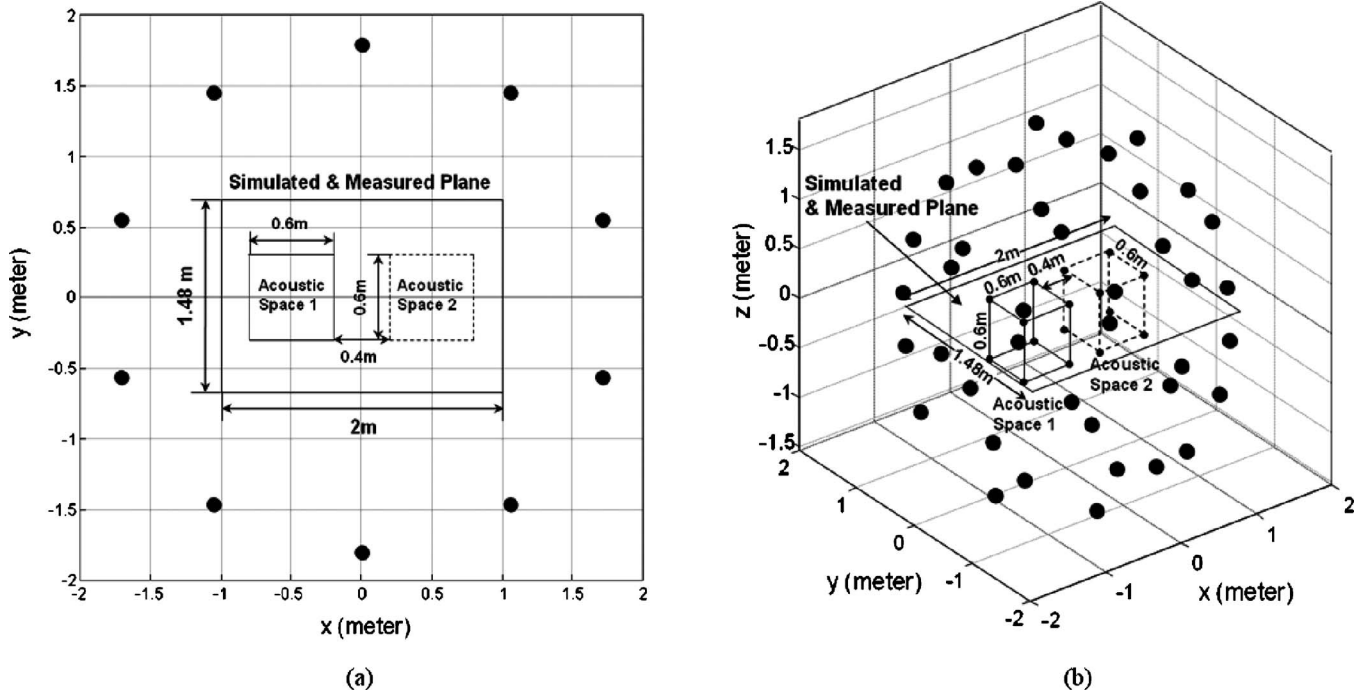 2
1.5
1
0.5
0
-0.5
-1
-1.5
-2
y (meter)
Simulated & Measured Plane
0.6m
1.48 m
Acoustic
Space 1
0.6m
Acoustic
Space 2
0.4m
2m
-2
-1.5
-1
-0.5
0
0.5
1
1.5
2
x (meter)
(a)
1.5
1
0.5
0
-0.5
-1
-1.5
z (meter)
Simulated
& Measured Plane
2m
0.6m
0.4m
0.6m
0.6m
1.48m
Acoustic
Space 2
Acoustic
Space 1
2
1
0
-1
-2
y (meter)
-2
-1
0
1
2
x (meter)
(b)